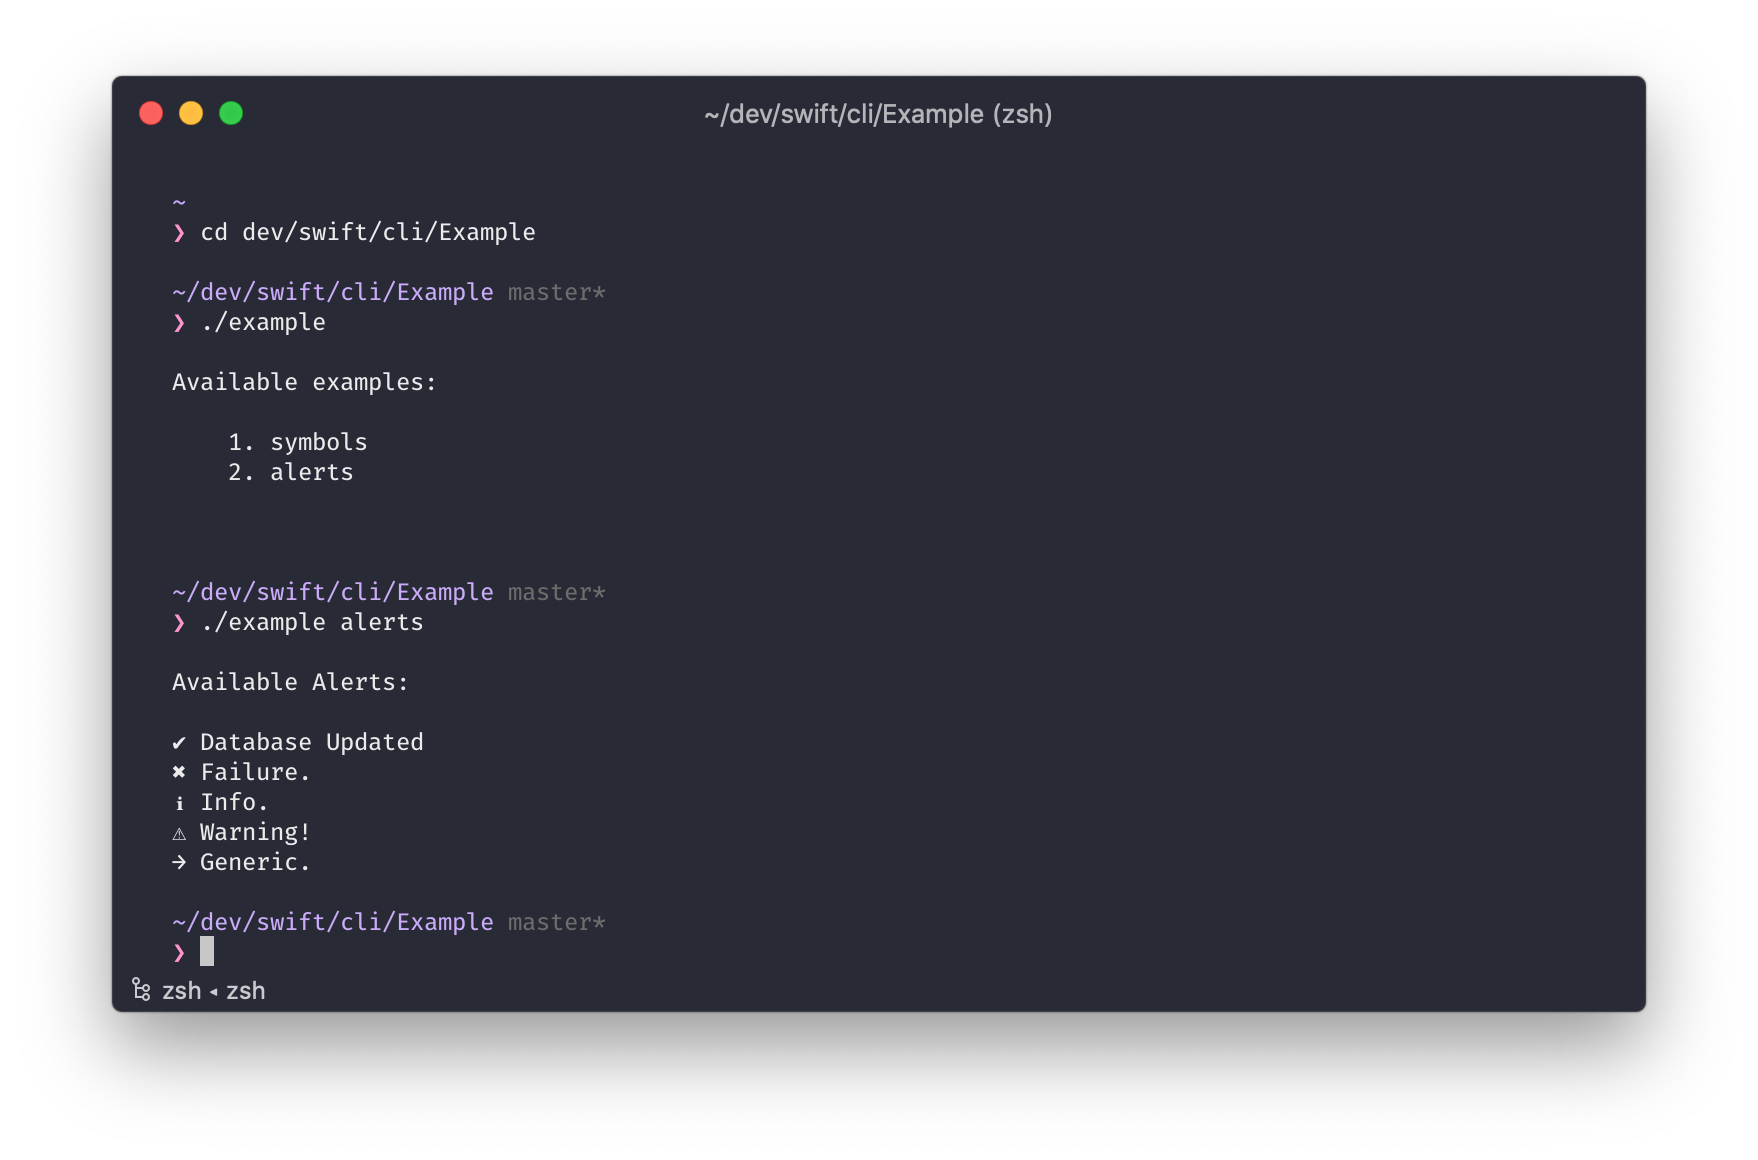 ~/dev/swift/cli/Example (zsh)
~
❯ cd dev/swift/cli/Example
~/dev/swift/cli/Example master*
❯ ./example
Available examples:
1. symbols
2. alerts
~/dev/swift/cli/Example master*
❯ ./example alerts
Available Alerts:
✔ Database Updated
✖ Failure.
ℹ Info.
⚠ Warning!
→ Generic.
~/dev/swift/cli/Example master*
❯
zsh ◂ zsh